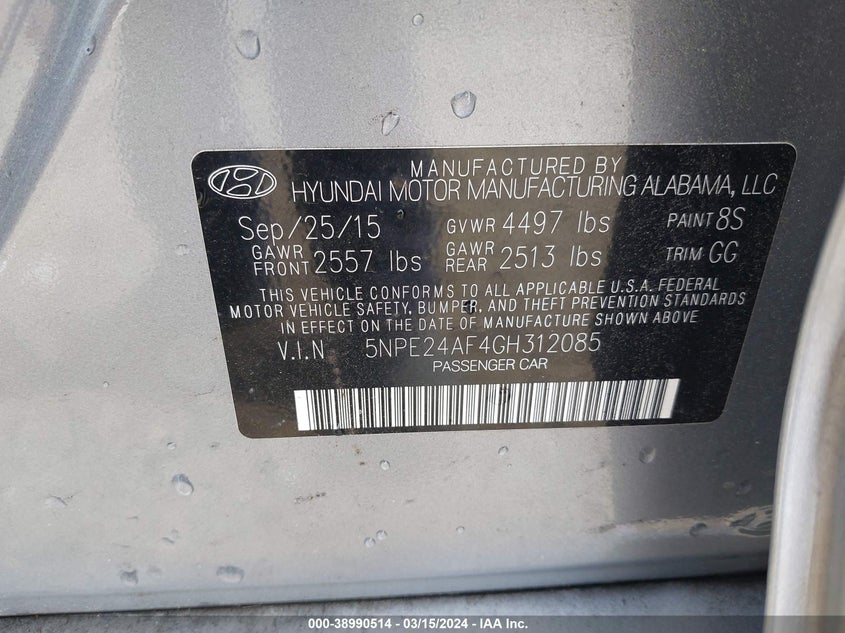 MANUFACTURED BY
HYUNDAI MOTOR MANUFACTURING ALABAMA, LLC
Sep/25/15 GVWR 4497 lbs PAINT 8S
GAWR FRONT 2557 lbs GAWR REAR 2513 lbs TRIM GG
THIS VEHICLE CONFORMS TO ALL APPLICABLE U.S.A. FEDERAL
MOTOR VEHICLE SAFETY, BUMPER, AND THEFT PREVENTION STANDARDS
IN EFFECT ON THE DATE OF MANUFACTURE SHOWN ABOVE.
V.I.N 5NPE24AF4GH312085
PASSENGER CAR
000-38990514 - 03/15/2024 - IAA Inc.